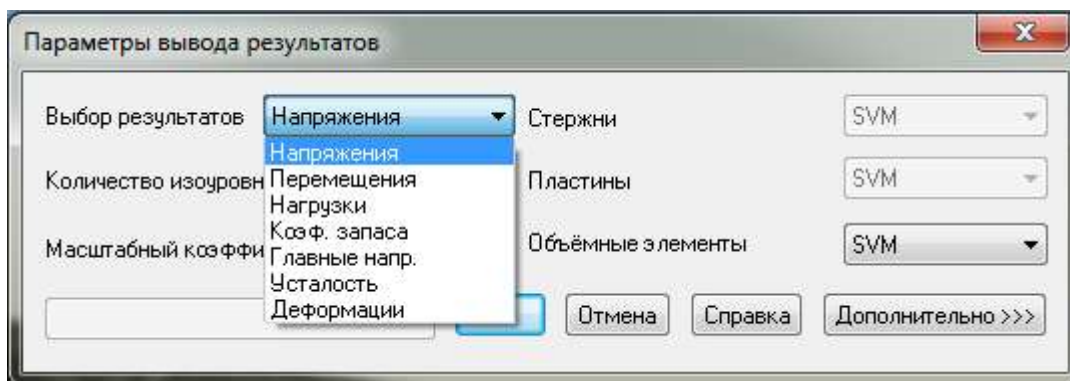 Параметры вывода результатов
Выбор результатов Напряжения Стержни SVM
Напряжения
Количество изоуровн Перемещения Пластины SVM
Нагрузки
Коэф. запаса
Масштабный коэффи Главные напр. Объёмные элементы SVM
Усталость
Деформации
Отмена Справка Дополнительно >>>